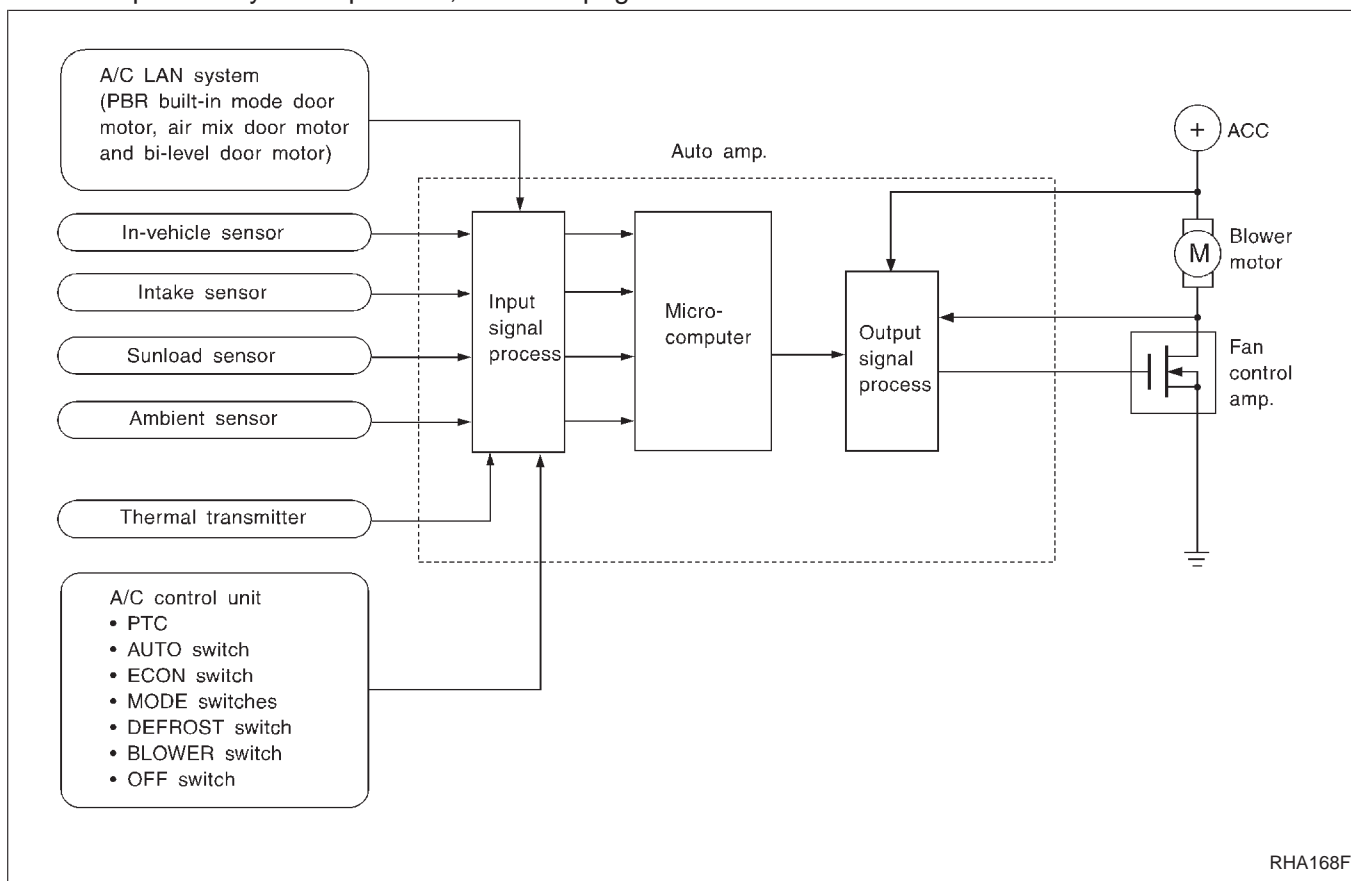 A/C LAN system
(PBR built-in mode door
motor, air mix door motor
and bi-level door motor)
In-vehicle sensor
Intake sensor
Sunload sensor
Ambient sensor
Thermal transmitter
A/C control unit
• PTC
• AUTO switch
• ECON switch
• MODE switches
• DEFROST switch
• BLOWER switch
• OFF switch
Auto amp.
Input
signal
process
Micro-
computer
Output
signal
process
+ ACC
M
Blower
motor
Fan
control
amp.
RHA168F